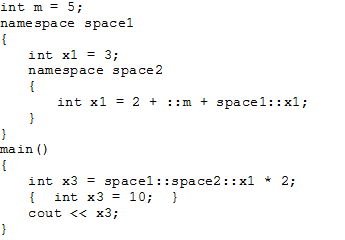 int m = 5;
namespace space1
{
    int x1 = 3;
    namespace space2
    {
        int x1 = 2 + ::m + space1::x1;
    }
}
main()
{
    int x3 = space1::space2::x1 * 2;
    {  int x3 = 10;  }
    cout << x3;
}